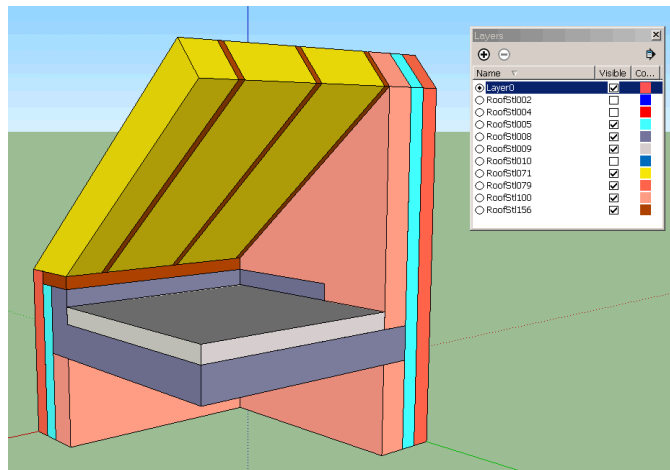 Layers
Name Visible Co...
Layer0
RoofStl002
RoofStl004
RoofStl005
RoofStl008
RoofStl009
RoofStl010
RoofStl071
RoofStl079
RoofStl100
RoofStl156